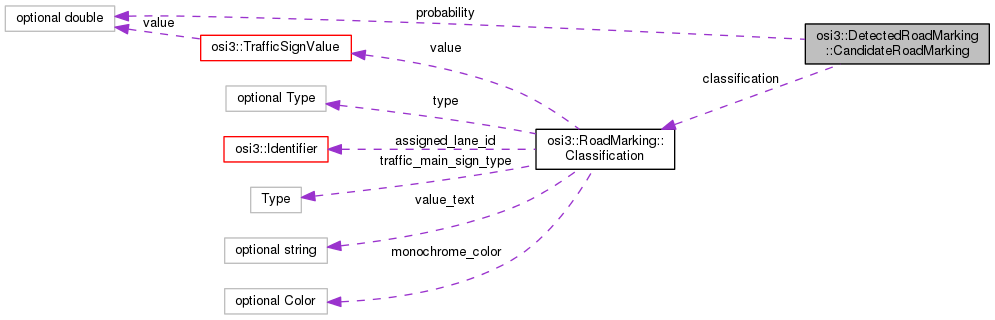 optional double
probability
value
osi3::TrafficSignValue
value
osi3::DetectedRoadMarking
::CandidateRoadMarking
classification
optional Type
type
osi3::Identifier
assigned_lane_id
osi3::RoadMarking::
Classification
traffic_main_sign_type
Type
value_text
optional string
monochrome_color
optional Color